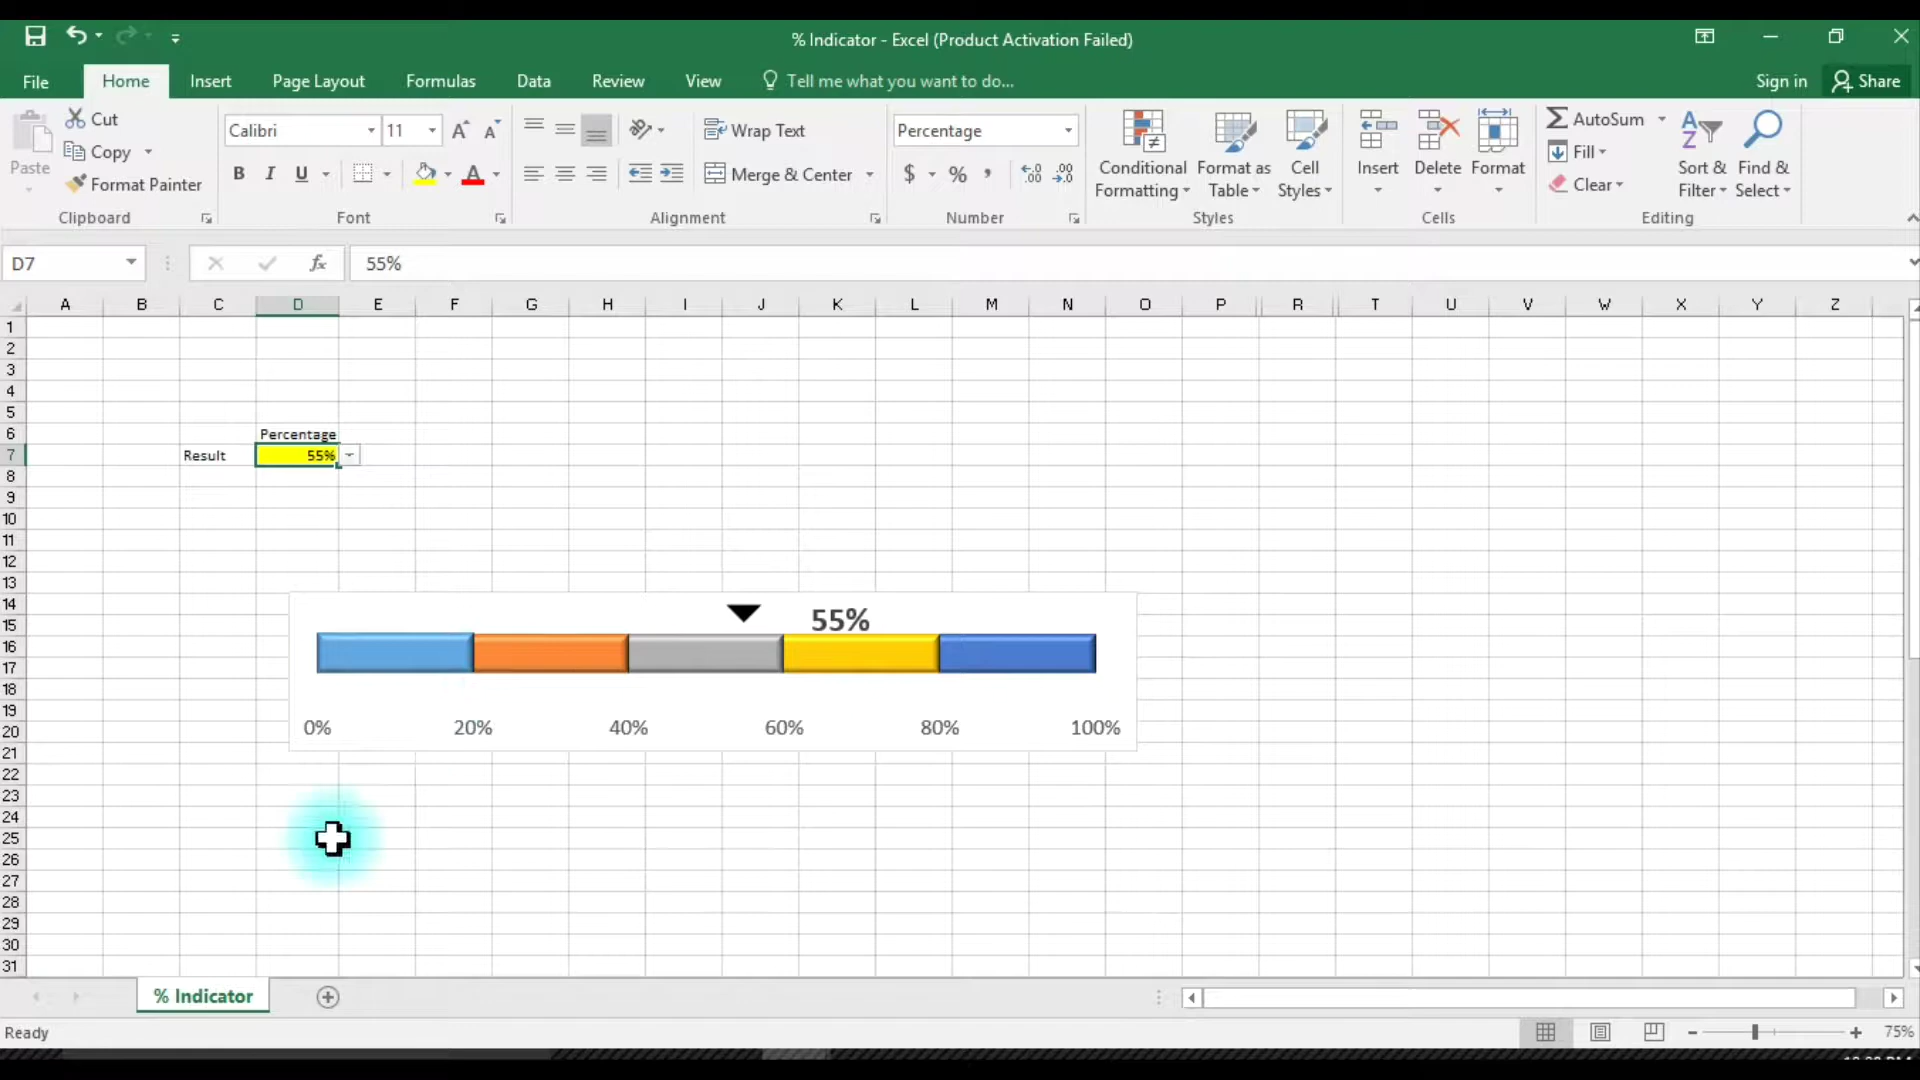 % Indicator - Excel (Product Activation Failed)
File Home Insert Page Layout Formulas Data Review View Tell me what you want to do... Sign in Share
Paste Cut Copy Format Painter Clipboard
Calibri 11 B I U A Font
Wrap Text Merge & Center Alignment
Percentage $ % , Number
Conditional Formatting Format as Table Cell Styles Styles
Insert Delete Format Cells
AutoSum Fill Clear Sort & Filter Find & Select Editing
D7 fx 55%
A B C D E F G H I J K L M N O P R T U V W X Y Z
1
2
3
4
5
6 Percentage
7 Result 55%
8
9
10
11
12
13
14
15 55%
16
17
18
19
20 0% 20% 40% 60% 80% 100%
21
22
23
24
25
26
27
28
29
30
31
% Indicator
Ready 75%